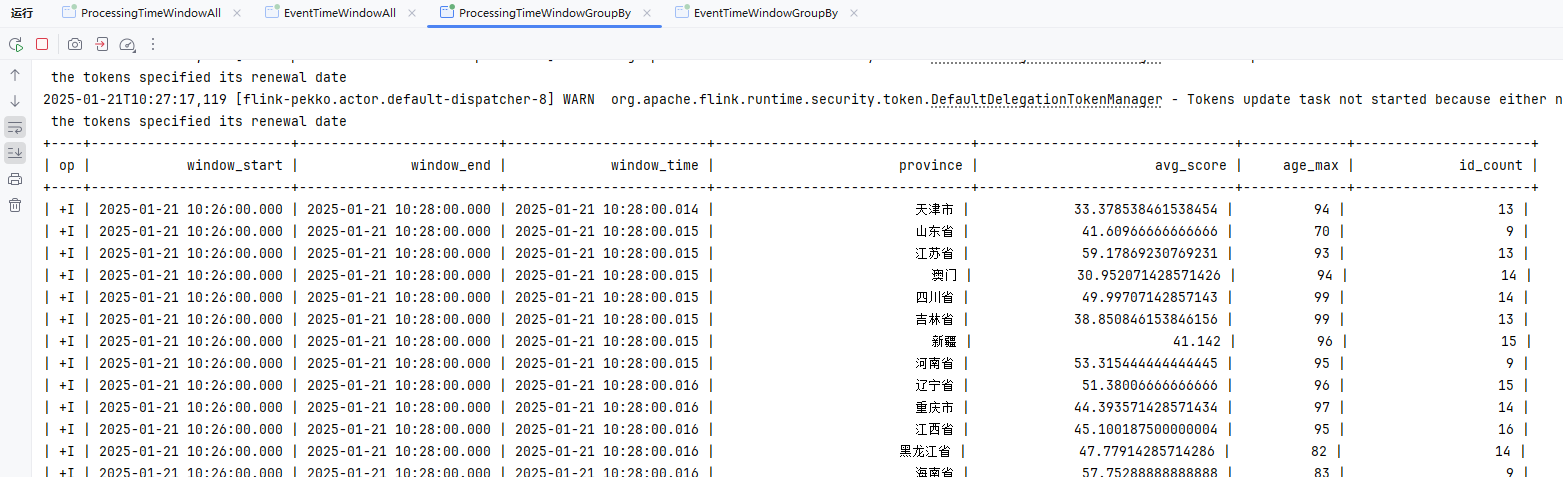 运行 ProcessingTimeWindowAll × EventTimeWindowAll × ProcessingTimeWindowGroupBy × EventTimeWindowGroupBy ×
the tokens specified its renewal date
2025-01-21T10:27:17,119 [flink-pekko.actor.default-dispatcher-8] WARN  org.apache.flink.runtime.security.token.DefaultDelegationTokenManager - Tokens update task not started because either n
the tokens specified its renewal date
+----+-------------------------+-------------------------+-------------------------+--------------------------------+--------------------------------+-------------+----------------------+
| op | window_start | window_end | window_time | province | avg_score | age_max | id_count |
+----+-------------------------+-------------------------+-------------------------+--------------------------------+--------------------------------+-------------+----------------------+
| +I | 2025-01-21 10:26:00.000 | 2025-01-21 10:28:00.000 | 2025-01-21 10:28:00.014 | 天津市 | 33.378538461538454 | 94 | 13 |
| +I | 2025-01-21 10:26:00.000 | 2025-01-21 10:28:00.000 | 2025-01-21 10:28:00.015 | 山东省 | 41.60966666666666 | 70 | 9 |
| +I | 2025-01-21 10:26:00.000 | 2025-01-21 10:28:00.000 | 2025-01-21 10:28:00.015 | 江苏省 | 59.17869230769231 | 93 | 13 |
| +I | 2025-01-21 10:26:00.000 | 2025-01-21 10:28:00.000 | 2025-01-21 10:28:00.015 | 澳门 | 30.952071428571426 | 94 | 14 |
| +I | 2025-01-21 10:26:00.000 | 2025-01-21 10:28:00.000 | 2025-01-21 10:28:00.015 | 四川省 | 49.99707142857143 | 99 | 14 |
| +I | 2025-01-21 10:26:00.000 | 2025-01-21 10:28:00.000 | 2025-01-21 10:28:00.015 | 吉林省 | 38.850846153846156 | 99 | 13 |
| +I | 2025-01-21 10:26:00.000 | 2025-01-21 10:28:00.000 | 2025-01-21 10:28:00.015 | 新疆 | 41.142 | 96 | 15 |
| +I | 2025-01-21 10:26:00.000 | 2025-01-21 10:28:00.000 | 2025-01-21 10:28:00.015 | 河南省 | 53.315444444444445 | 95 | 9 |
| +I | 2025-01-21 10:26:00.000 | 2025-01-21 10:28:00.000 | 2025-01-21 10:28:00.016 | 辽宁省 | 51.38006666666666 | 96 | 15 |
| +I | 2025-01-21 10:26:00.000 | 2025-01-21 10:28:00.000 | 2025-01-21 10:28:00.016 | 重庆市 | 44.393571428571434 | 97 | 14 |
| +I | 2025-01-21 10:26:00.000 | 2025-01-21 10:28:00.000 | 2025-01-21 10:28:00.016 | 江西省 | 45.100187500000004 | 95 | 16 |
| +I | 2025-01-21 10:26:00.000 | 2025-01-21 10:28:00.000 | 2025-01-21 10:28:00.016 | 黑龙江省 | 47.77914285714286 | 82 | 14 |
| +I | 2025-01-21 10:26:00.000 | 2025-01-21 10:28:00.000 | 2025-01-21 10:28:00.016 | 海南省 | 57.75288888888888 | 83 | 9 |